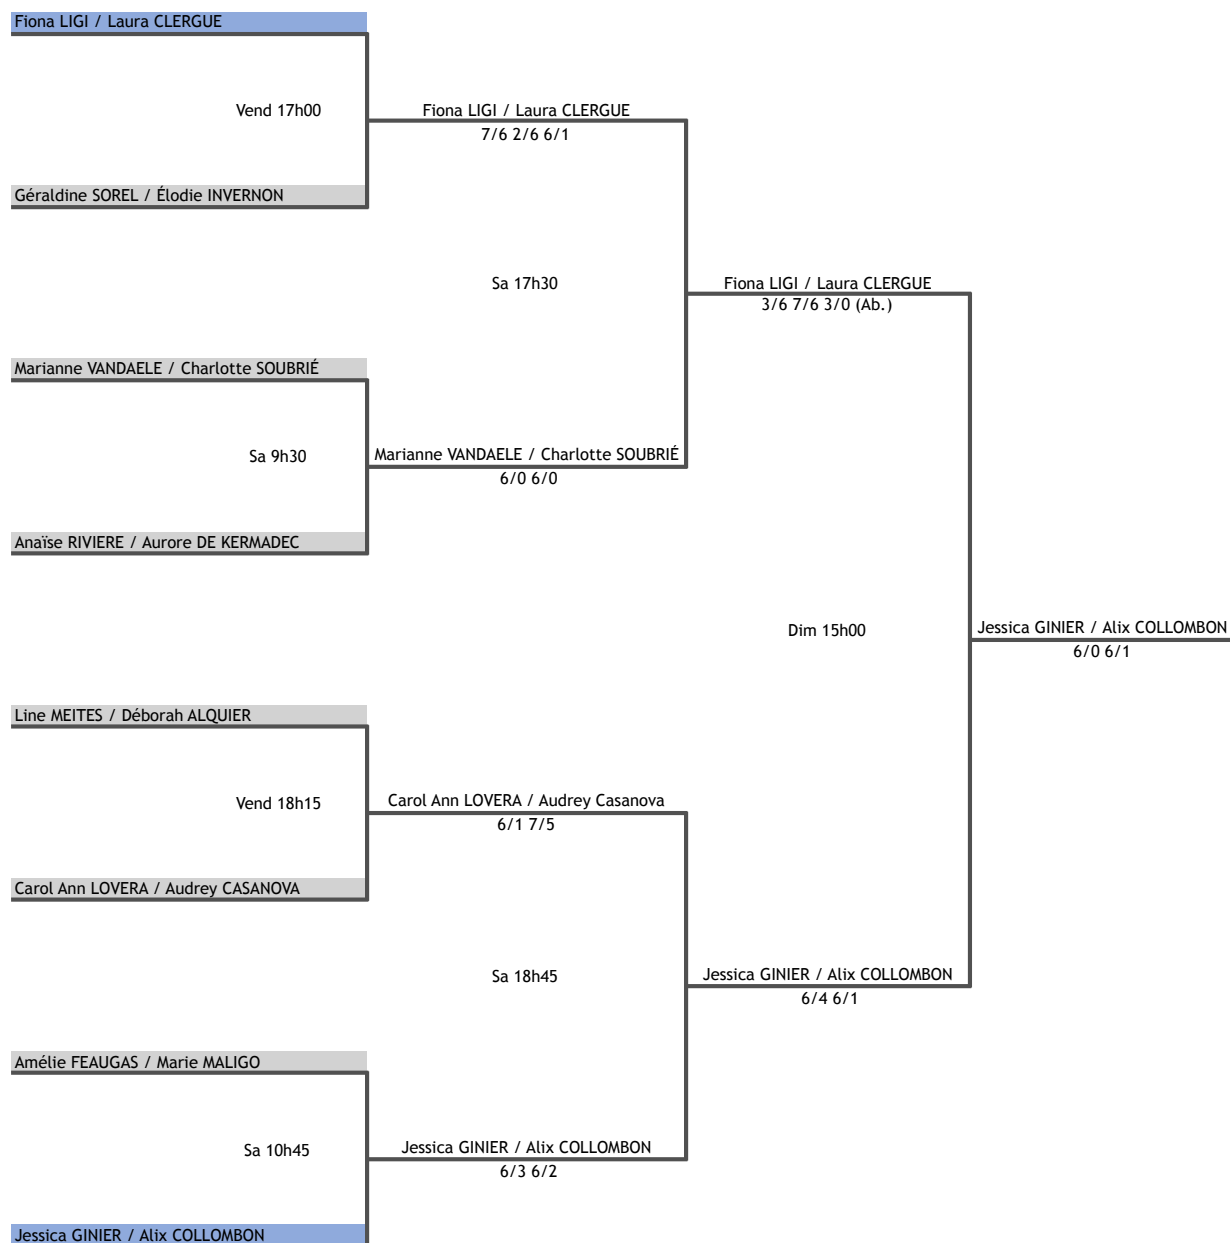 Fiona LIGI / Laura CLERGUE
Vend 17h00
Fiona LIGI / Laura CLERGUE
7/6 2/6 6/1
Géraldine SOREL / Élodie INVERNON
Sa 17h30
Fiona LIGI / Laura CLERGUE
3/6 7/6 3/0 (Ab.)
Marianne VANDAELE / Charlotte SOUBRIÉ
Sa 9h30
Marianne VANDAELE / Charlotte SOUBRIÉ
6/0 6/0
Anaïse RIVIERE / Aurore DE KERMADEC
Dim 15h00
Jessica GINIER / Alix COLLOMBON
6/0 6/1
Line MEITES / Déborah ALQUIER
Vend 18h15
Carol Ann LOVERA / Audrey Casanova
6/1 7/5
Carol Ann LOVERA / Audrey CASANOVA
Sa 18h45
Jessica GINIER / Alix COLLOMBON
6/4 6/1
Amélie FEAUGAS / Marie MALIGO
Sa 10h45
Jessica GINIER / Alix COLLOMBON
6/3 6/2
Jessica GINIER / Alix COLLOMBON